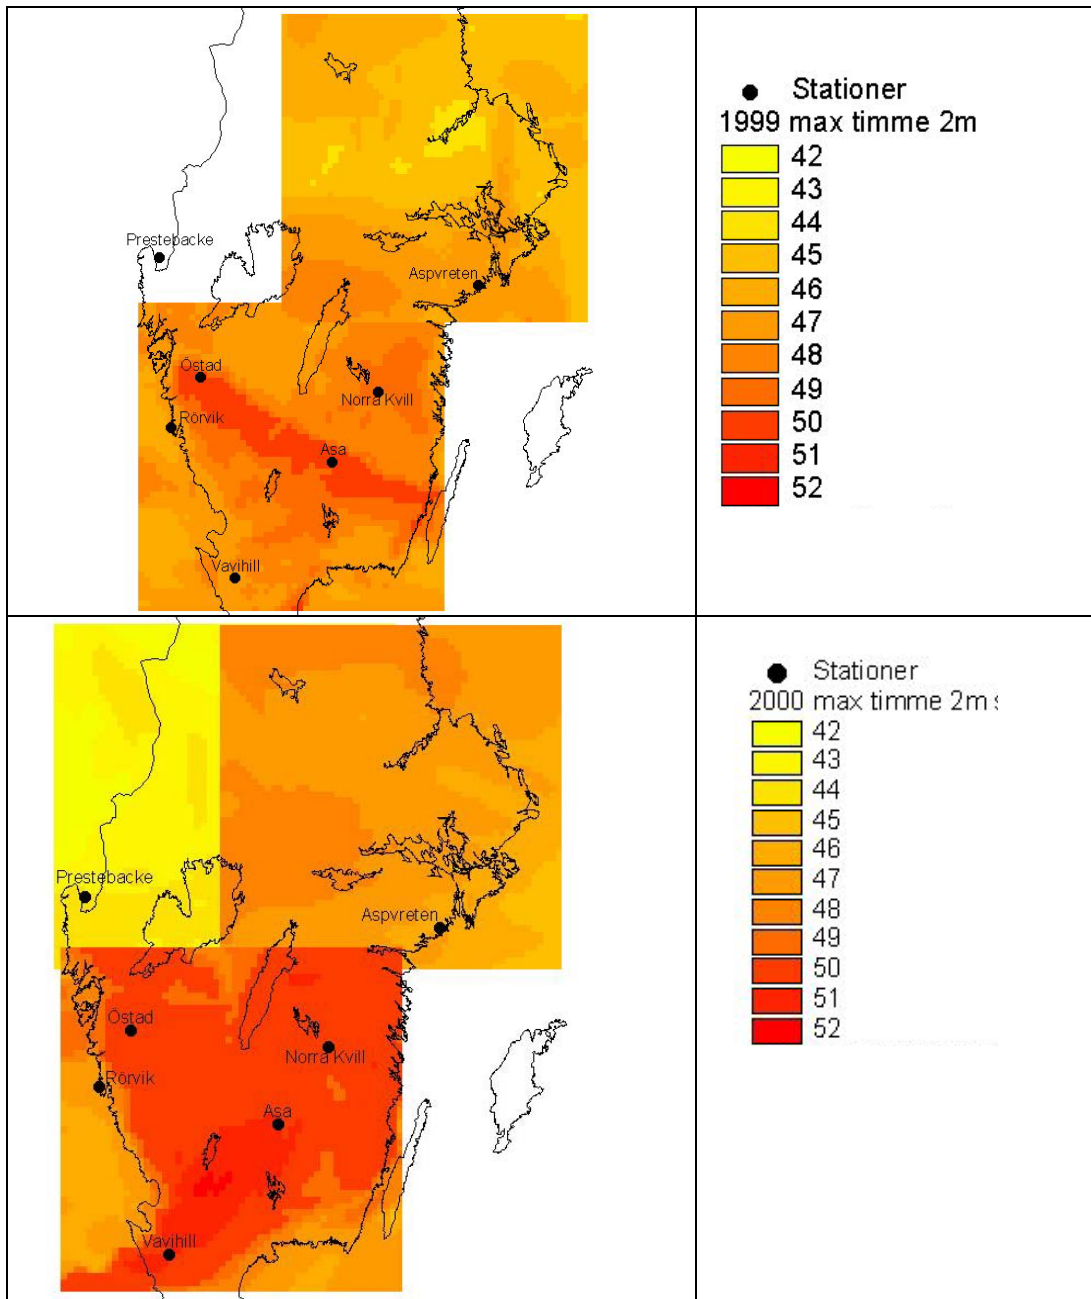 Prestebacke
Aspvreten
Östad
Norra Kvill
Rörvik
Asa
Vavihill
Stationer
1999 max timme 2m
42
43
44
45
46
47
48
49
50
51
52
Prestebacke
Aspvreten
Östad
Norra Kvill
Rörvik
Asa
Vavihill
Stationer
2000 max timme 2m s
42
43
44
45
46
47
48
49
50
51
52